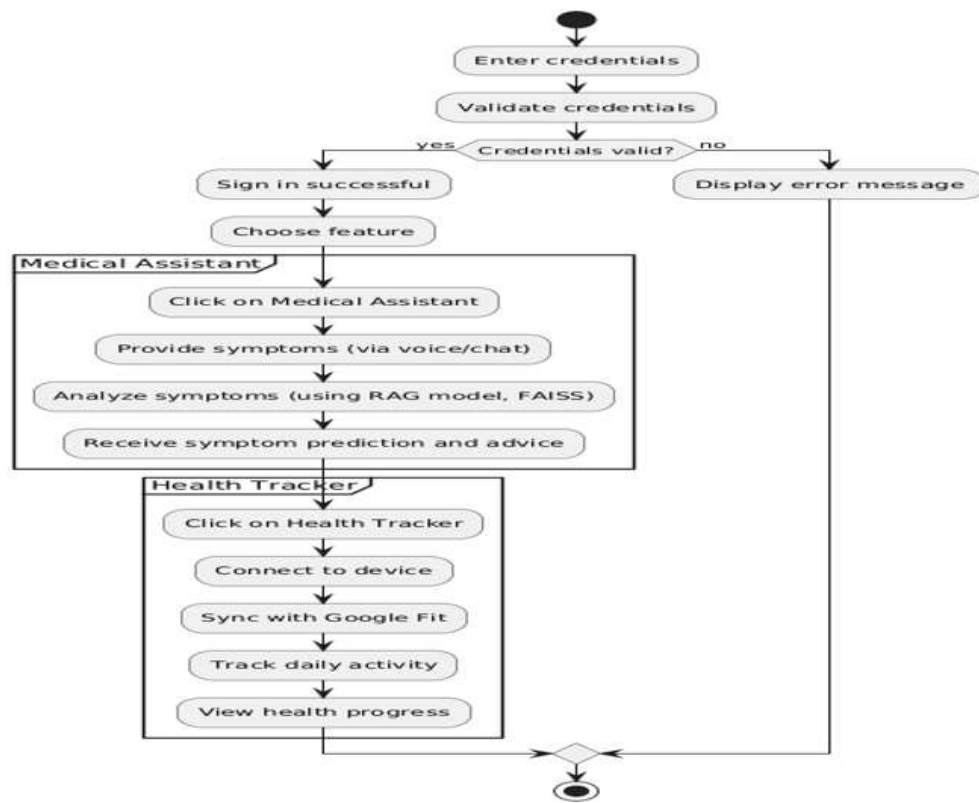 Enter credentials
Validate credentials
Credentials valid?
yes
no
Sign in successful
Display error message
Choose feature
Medical Assistant
Click on Medical Assistant
Provide symptoms (via voice/chat)
Analyze symptoms (using RAG model, FAISS)
Receive symptom prediction and advice
Health Tracker
Click on Health Tracker
Connect to device
Sync with Google Fit
Track daily activity
View health progress